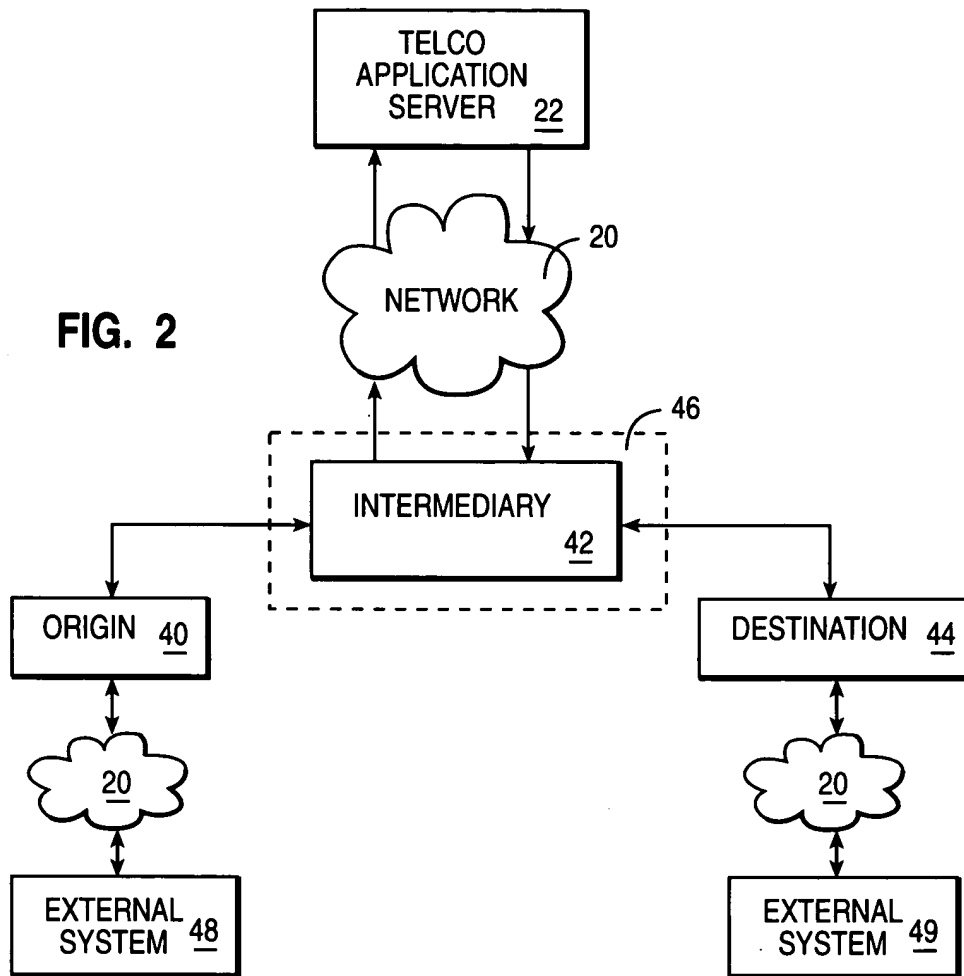 TELCO
APPLICATION
SERVER 22
20
NETWORK
FIG. 2
46
INTERMEDIARY
42
ORIGIN 40
DESTINATION 44
20
20
EXTERNAL
SYSTEM 48
EXTERNAL
SYSTEM 49